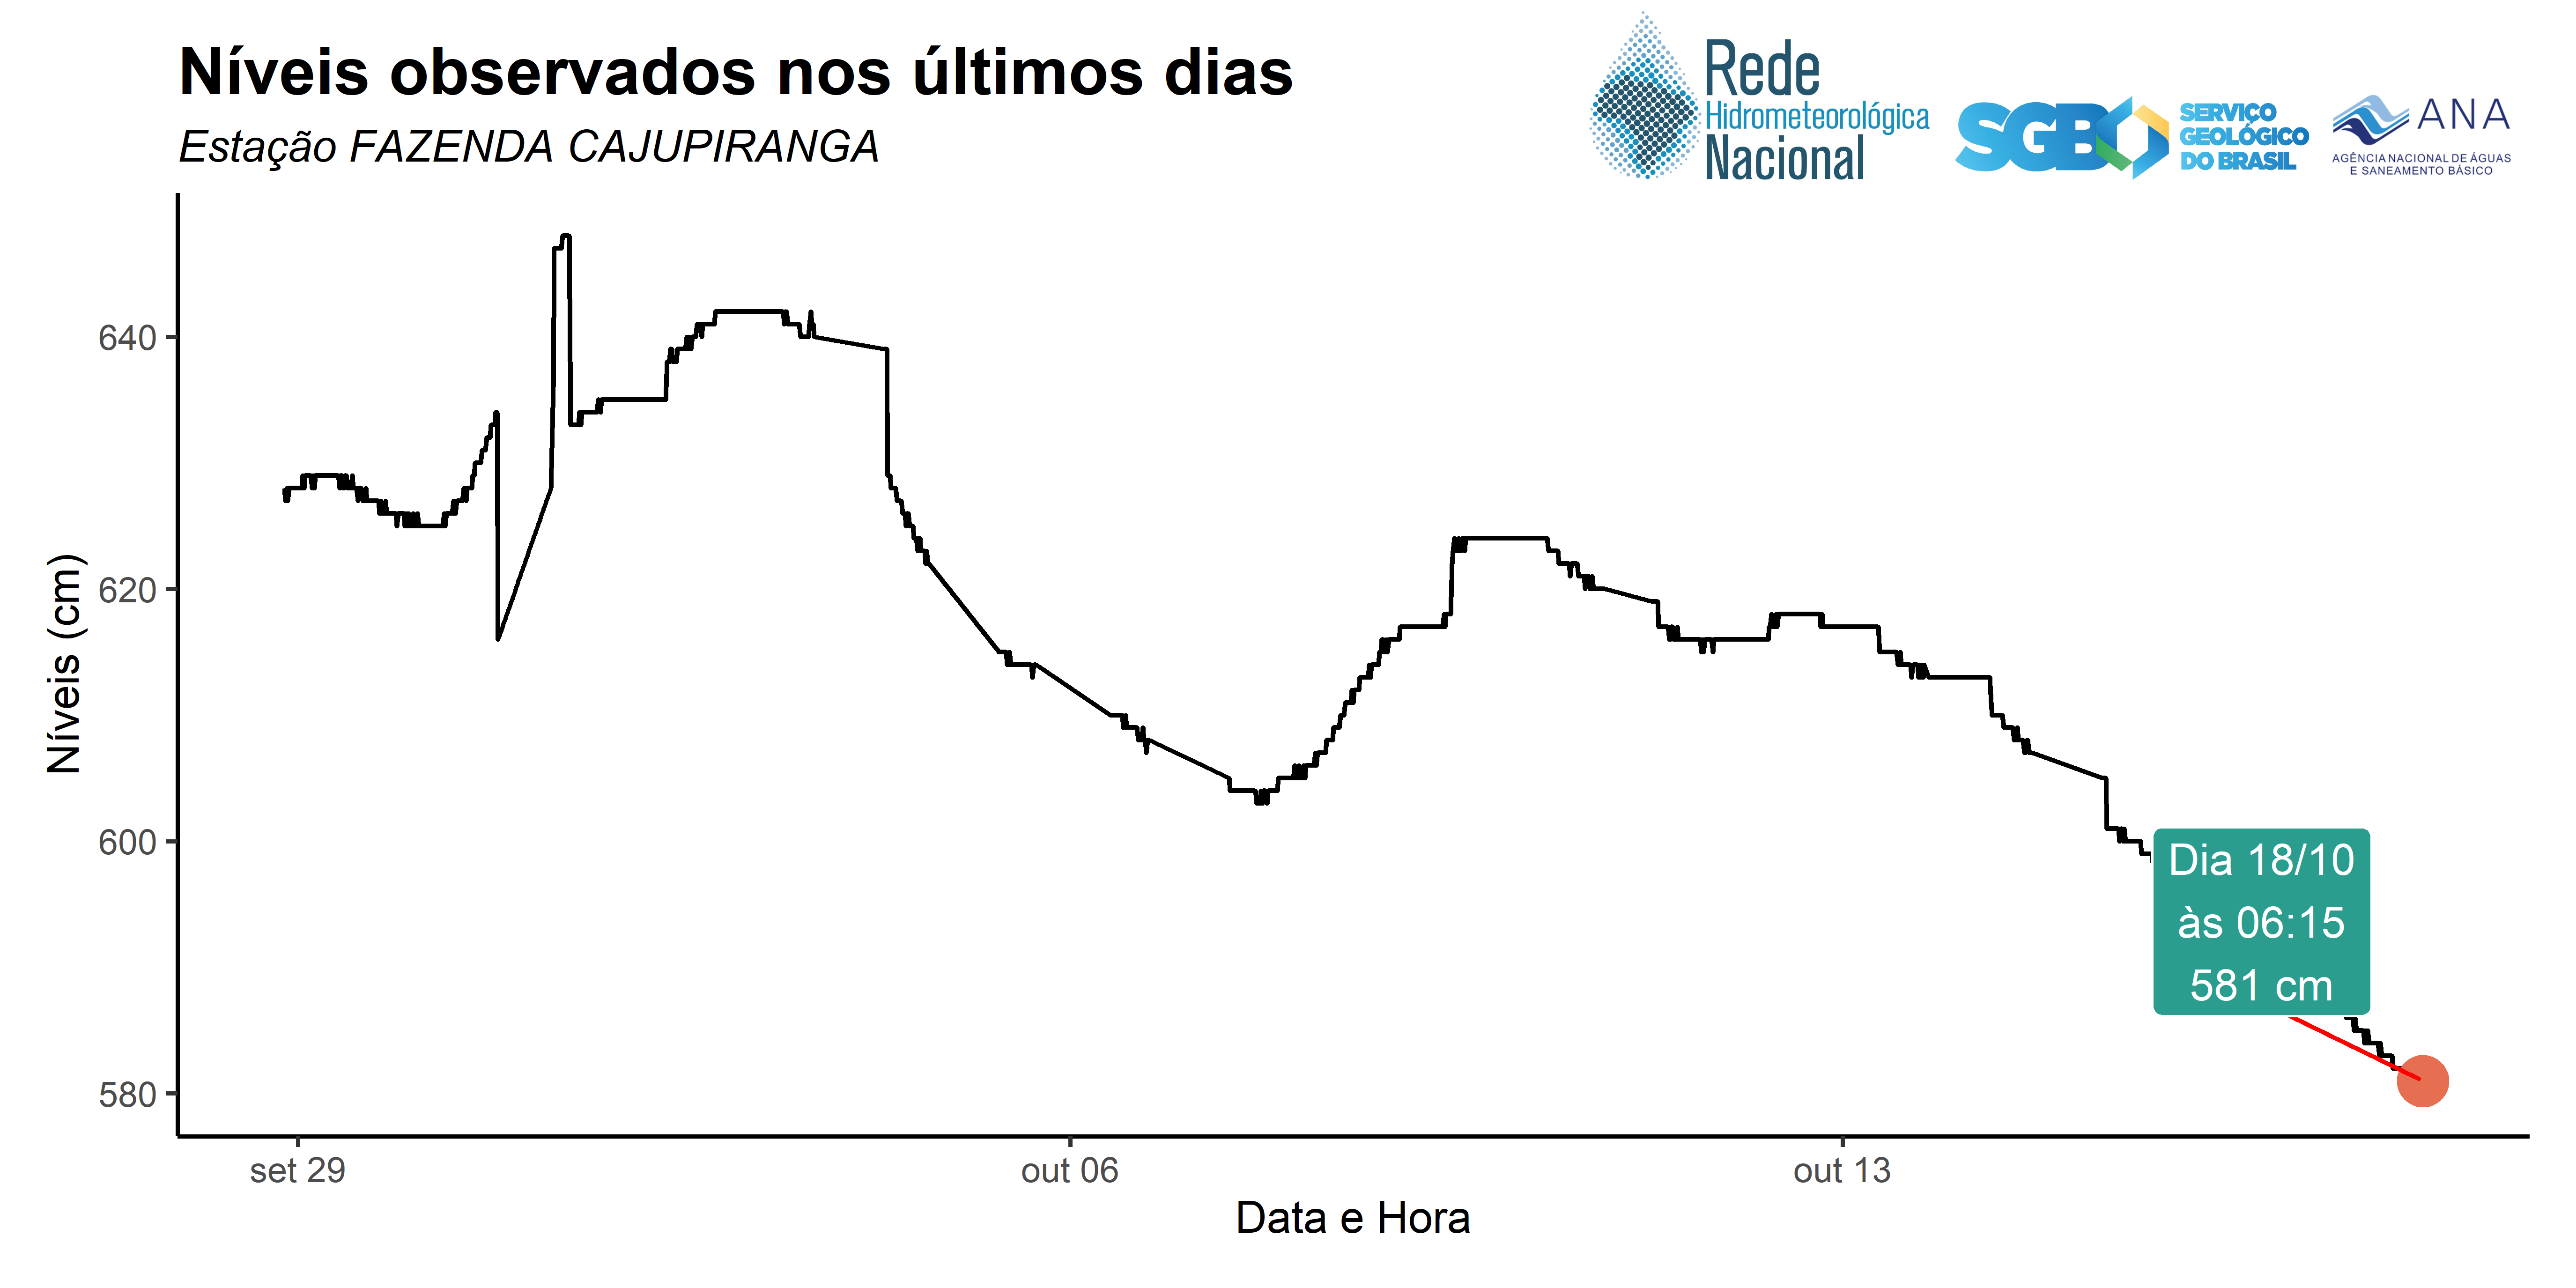 Níveis observados nos últimos dias
Estação FAZENDA CAJUPIRANGA
Rede
Hidrometeorológica
Nacional
SGB
SERVIÇO
GEOLÓGICO
DO BRASIL
ANA
AGÊNCIA NACIONAL DE ÁGUAS
E SANEAMENTO BÁSICO
Níveis (cm)
640
620
600
580
Dia 18/10
às 06:15
581 cm
set 29
out 06
out 13
Data e Hora